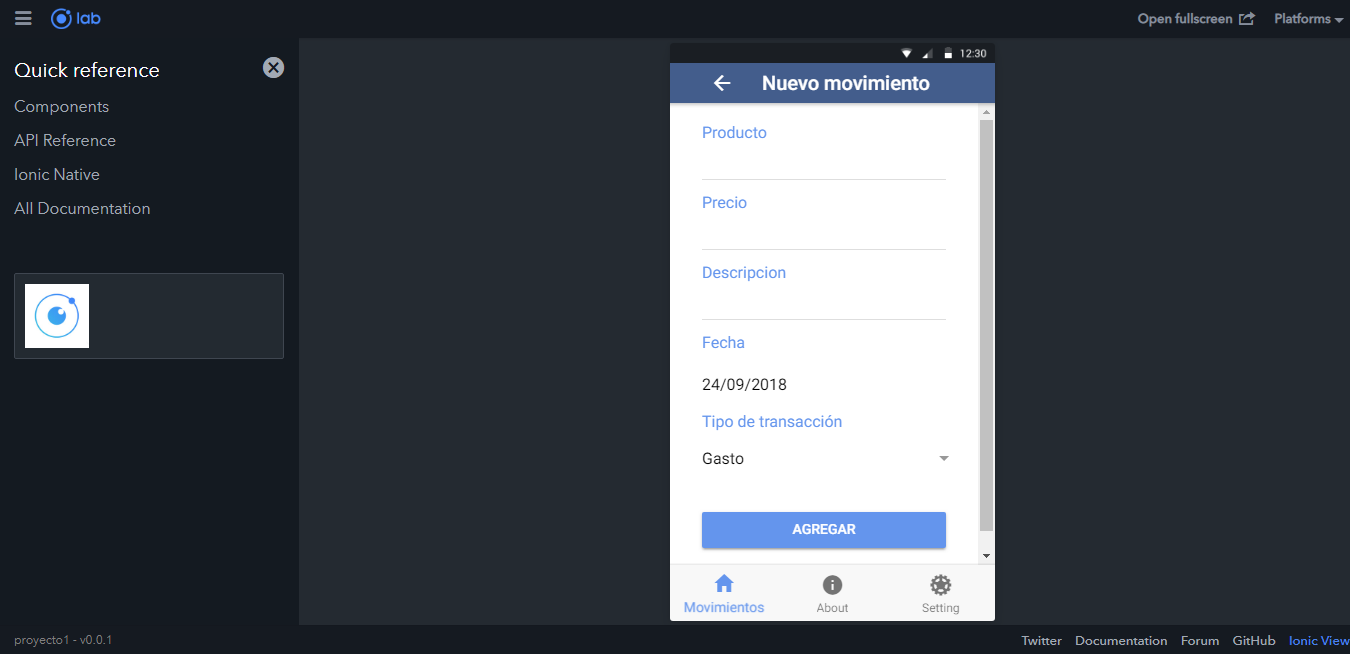 lab
Open fullscreen
Platforms
Quick reference
Components
API Reference
Ionic Native
All Documentation
12:30
Nuevo movimiento
Producto
Precio
Descripcion
Fecha
24/09/2018
Tipo de transacción
Gasto
AGREGAR
Movimientos
About
Setting
proyecto1 - v0.0.1
Twitter
Documentation
Forum
GitHub
Ionic View